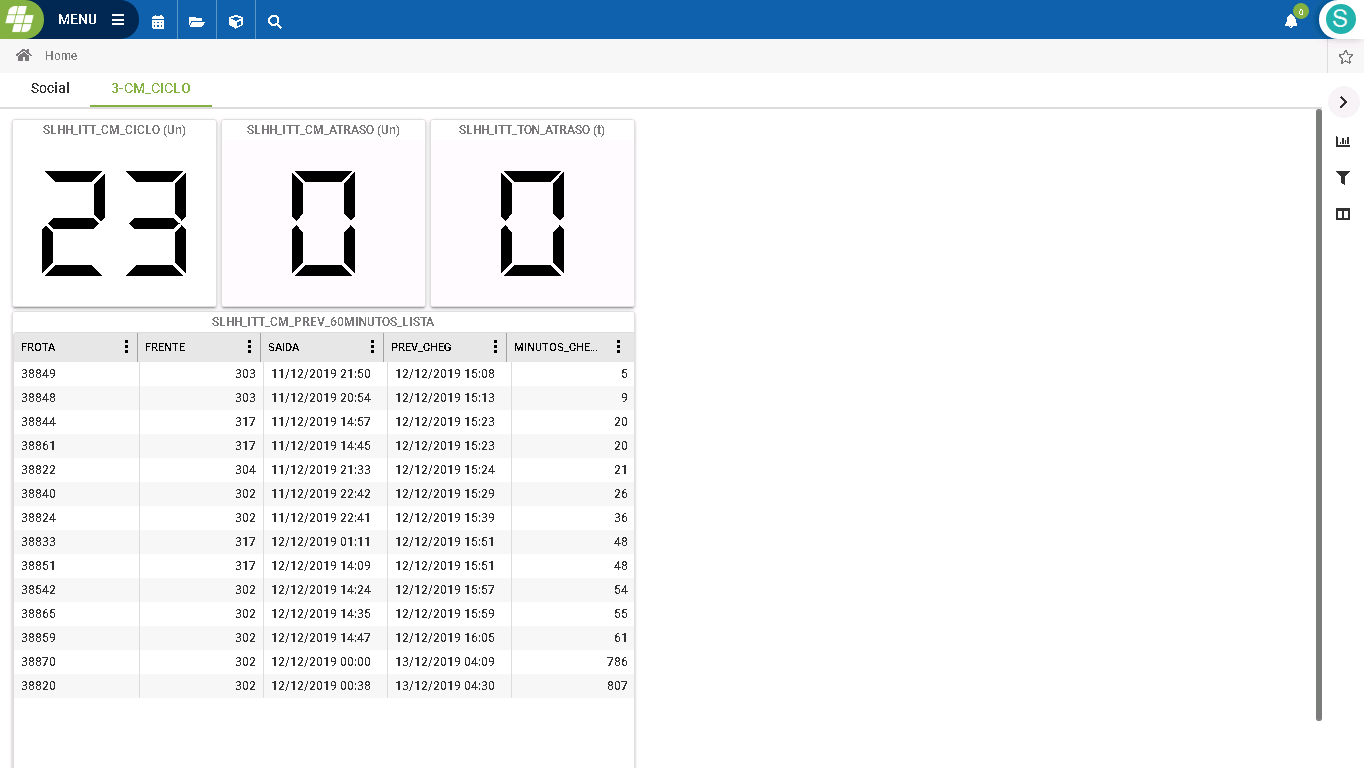 MENU
0
S
Home
Social 3-CM_CICLO
SLHH_ITT_CM_CICLO (Un) SLHH_ITT_CM_ATRASO (Un) SLHH_ITT_TON_ATRASO (t)
23 0 0
SLHH_ITT_CM_PREV_60MINUTOS_LISTA
FROTA FRENTE SAIDA PREV_CHEG MINUTOS_CHE...
38849 303 11/12/2019 21:50 12/12/2019 15:08 5
38848 303 11/12/2019 20:54 12/12/2019 15:13 9
38844 317 11/12/2019 14:57 12/12/2019 15:23 20
38861 317 11/12/2019 14:45 12/12/2019 15:23 20
38822 304 11/12/2019 21:33 12/12/2019 15:24 21
38840 302 11/12/2019 22:42 12/12/2019 15:29 26
38824 302 11/12/2019 22:41 12/12/2019 15:39 36
38833 317 12/12/2019 01:11 12/12/2019 15:51 48
38851 317 12/12/2019 14:09 12/12/2019 15:51 48
38542 302 12/12/2019 14:24 12/12/2019 15:57 54
38865 302 12/12/2019 14:35 12/12/2019 15:59 55
38859 302 12/12/2019 14:47 12/12/2019 16:05 61
38870 302 12/12/2019 00:00 13/12/2019 04:09 786
38820 302 12/12/2019 00:38 13/12/2019 04:30 807